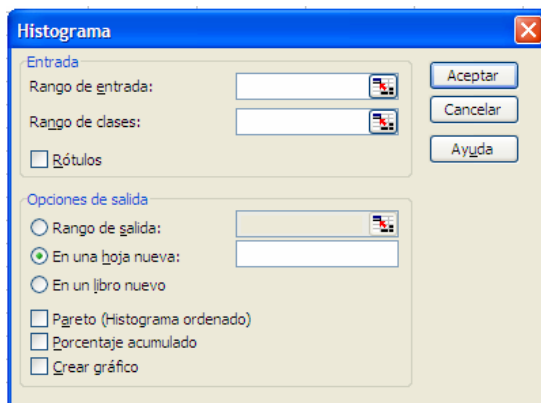 Histograma
Entrada
Rango de entrada:
Rango de clases:
Rótulos
Aceptar
Cancelar
Ayuda
Opciones de salida
Rango de salida:
En una hoja nueva:
En un libro nuevo
Pareto (Histograma ordenado)
Porcentaje acumulado
Crear gráfico